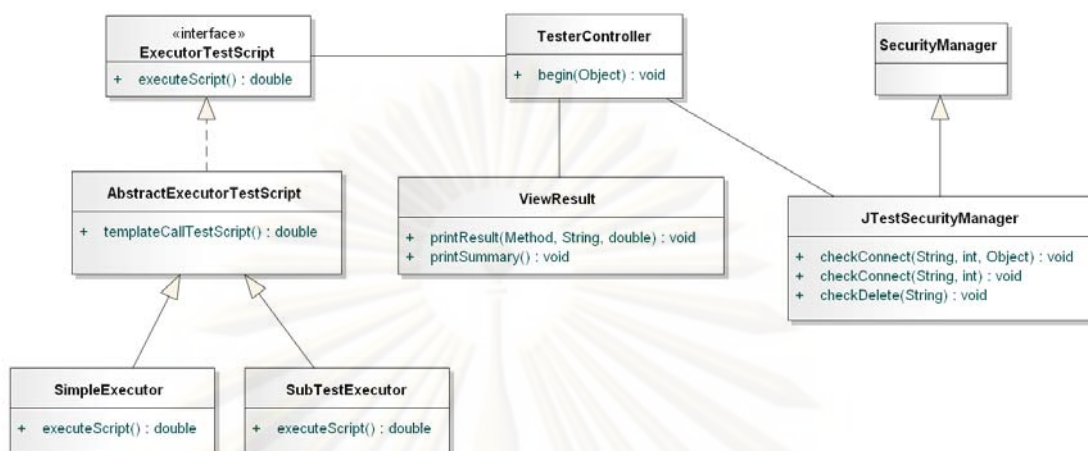 «interface»
ExecutorTestScript
+ executeScript() : double
TesterController
+ begin(Object) : void
SecurityManager
AbstractExecutorTestScript
+ templateCallTestScript() : double
ViewResult
+ printResult(Method, String, double) : void
+ printSummary() : void
JTestSecurityManager
+ checkConnect(String, int, Object) : void
+ checkConnect(String, int) : void
+ checkDelete(String) : void
SimpleExecutor
+ executeScript() : double
SubTestExecutor
+ executeScript() : double